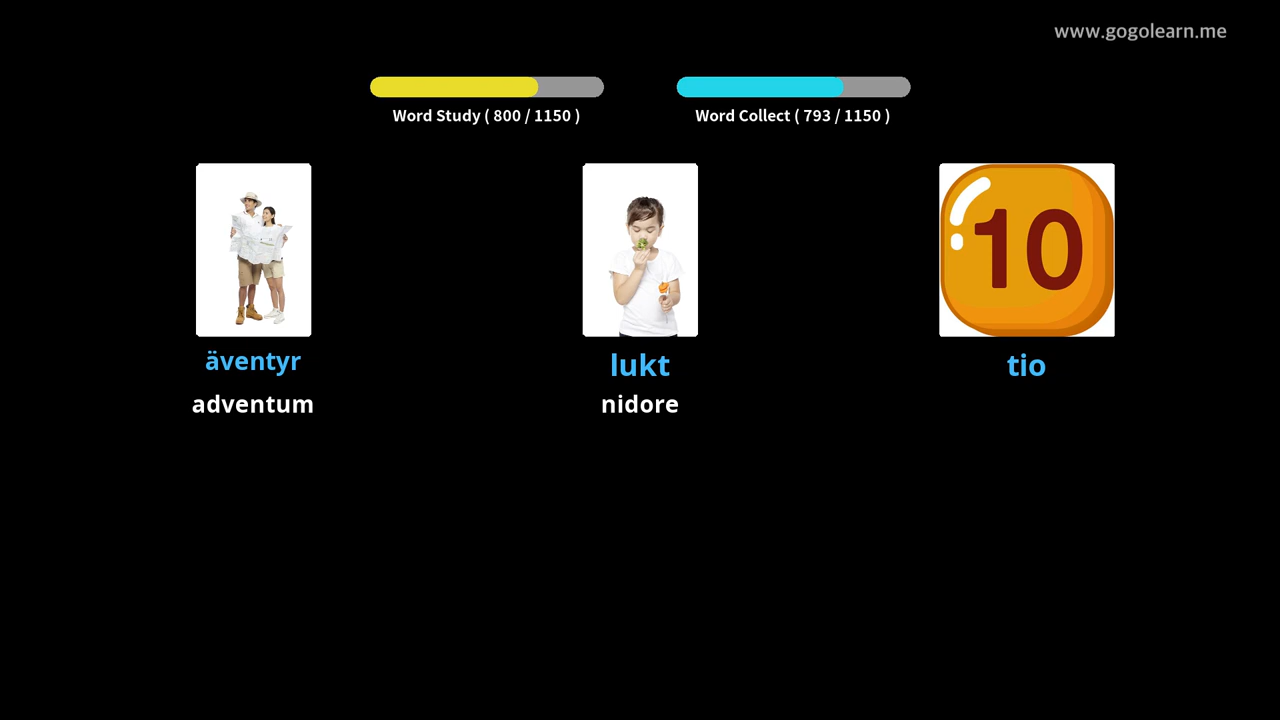 www.gogolearn.me
Word Study ( 800 / 1150 )
Word Collect ( 793 / 1150 )
10
äventyr
lukt
tio
adventum
nidore